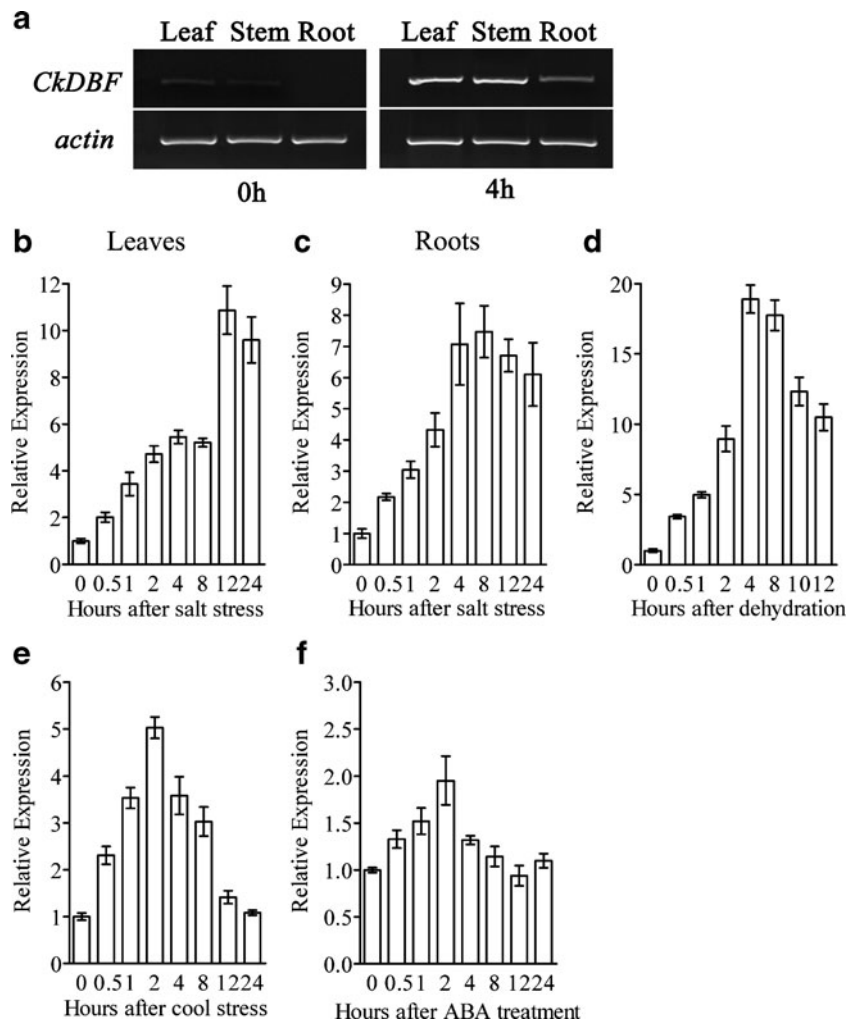 a
Leaf Stem Root Leaf Stem Root
CkDBF
actin
0h 4h
b Leaves c Roots d
12
10
8
6
4
2
0
Relative Expression
0 0.51 2 4 8 1224
Hours after salt stress
9
8
7
6
5
4
3
2
1
0
Relative Expression
0 0.51 2 4 8 1224
Hours after salt stress
20
15
10
5
0
Relative Expression
0 0.51 2 4 8 1012
Hours after dehydration
e f
6
5
4
3
2
1
0
Relative Expression
0 0.51 2 4 8 1224
Hours after cool stress
3.0
2.5
2.0
1.5
1.0
0.5
0.0
Relative Expression
0 0.51 2 4 8 1224
Hours after ABA treatment